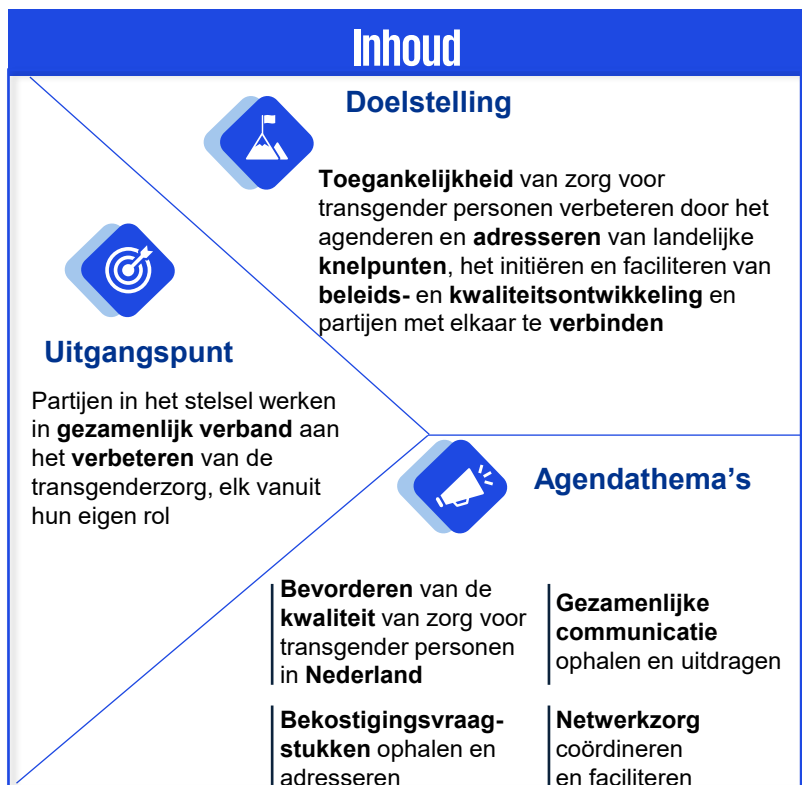 Inhoud
Doelstelling
Toegankelijkheid van zorg voor
transgender personen verbeteren door het
agenderen en adresseren van landelijke
knelpunten, het initiëren en faciliteren van
beleids- en kwaliteitsontwikkeling en
partijen met elkaar te verbinden
Uitgangspunt
Partijen in het stelsel werken
in gezamenlijk verband aan
het verbeteren van de
transgenderzorg, elk vanuit
hun eigen rol
Agendathema’s
Bevorderen van de
kwaliteit van zorg voor
transgender personen
in Nederland
Gezamenlijke
communicatie
ophalen en uitdragen
Bekostigingsvraag-
stukken ophalen en
adresseren
Netwerkzorg
coördineren
en faciliteren